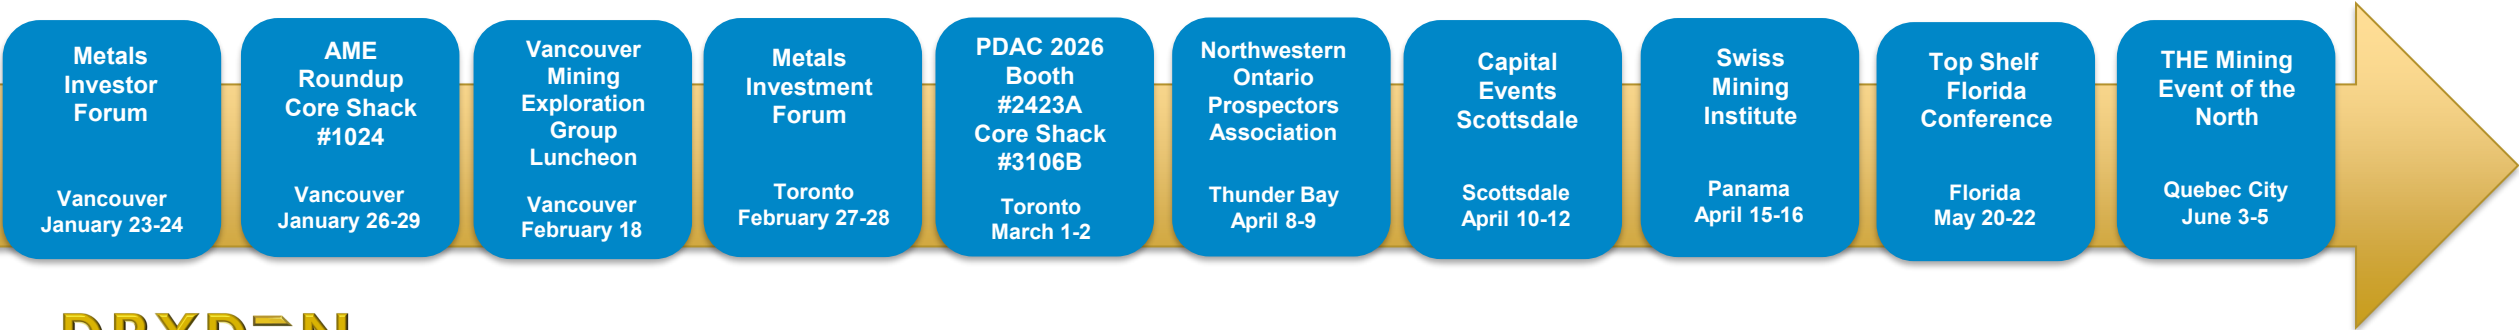 Metals
Investor
Forum
Vancouver
January 23-24
AME
Roundup
Core Shack
#1024
Vancouver
January 26-29
Vancouver
Mining
Exploration
Group
Luncheon
Vancouver
February 18
Metals
Investment
Forum
Toronto
February 27-28
PDAC 2026
Booth
#2423A
Core Shack
#3106B
Toronto
March 1-2
Northwestern
Ontario
Prospectors
Association
Thunder Bay
April 8-9
Capital
Events
Scottsdale
Scottsdale
April 10-12
Swiss
Mining
Institute
Panama
April 15-16
Top Shelf
Florida
Conference
Florida
May 20-22
THE Mining
Event of the
North
Quebec City
June 3-5